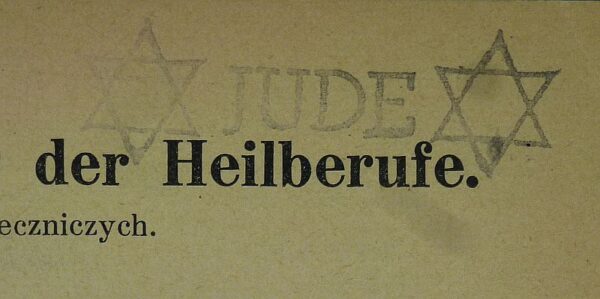 JUDE
der Heilberufe.
eczniczych.